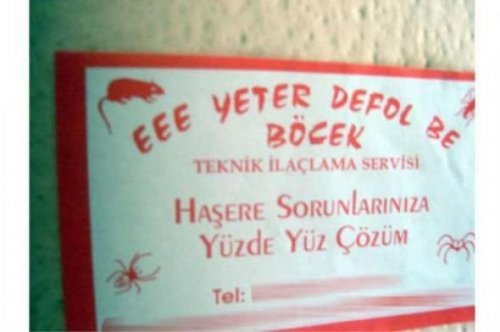 EEE YETER DEFOL BE
BÖCEK
TEKNİK İLAÇLAMA SERVİSİ
HAŞERE SORUNLARINIZA
YÜZDE YÜZ ÇÖZÜM
Tel: